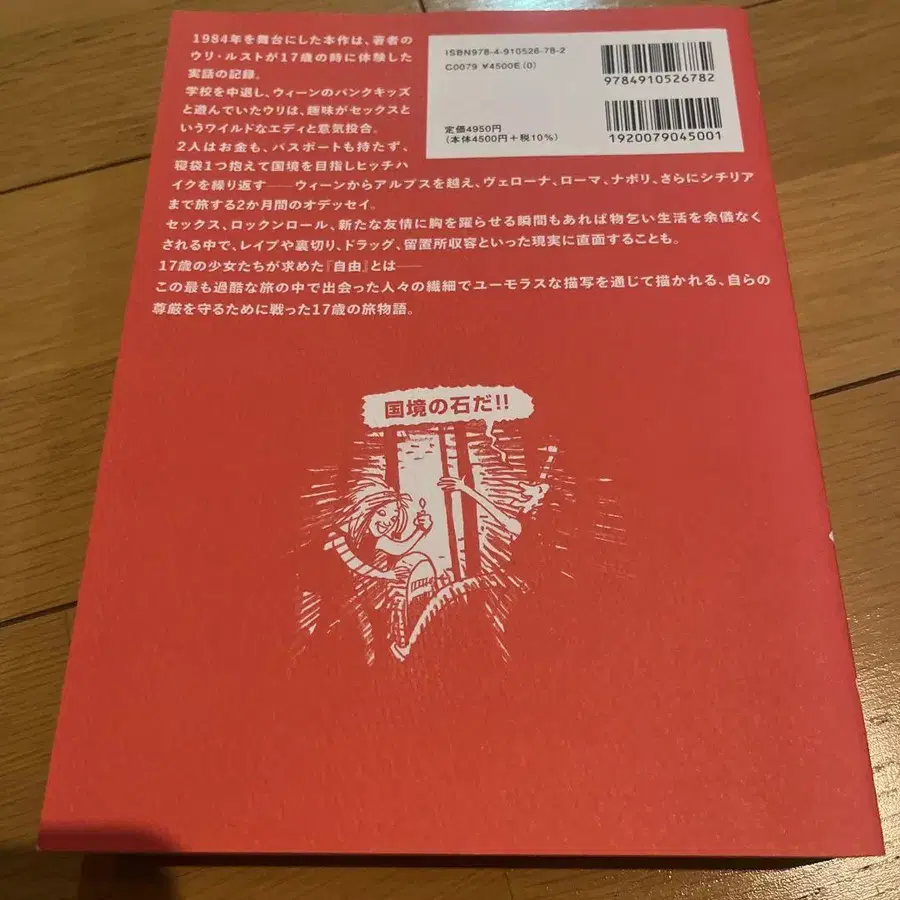 1984年を舞台にした本作は、著者の
ウリ・ルストが17歳の時に体験した
実話の記録。
学校を中退し、ウィーンのパンクキッズ
と遊んでいたウリは、趣味がセックスと
いうワイルドなエディと意気投合。
2人はお金も、パスポートも持たず、
寝袋1つ抱えて国境を目指しヒッチハ
イクを繰り返す──ウィーンからアルプスを越え、ヴェローナ、ローマ、ナポリ、さらにシチリア
まで旅する2か月間のオデッセイ。
セックス、ロックンロール、新たな友情に胸を躍らせる瞬間もあれば物乞い生活を余儀なく
される中で、レイプや裏切り、ドラッグ、留置所収容といった現実に直面することも。
17歳の少女たちが求めた『自由』とは──
この最も過酷な旅の中で出会った人々の繊細でユーモラスな描写を通じて描かれる、自らの
尊厳を守るために戦った17歳の旅物語。
ISBN978-4-910526-78-2
C0079 ¥4500E(0)
定価4950円
(本体4500円+税10%)
9784910526782
1920079045001
国境の石だ!!